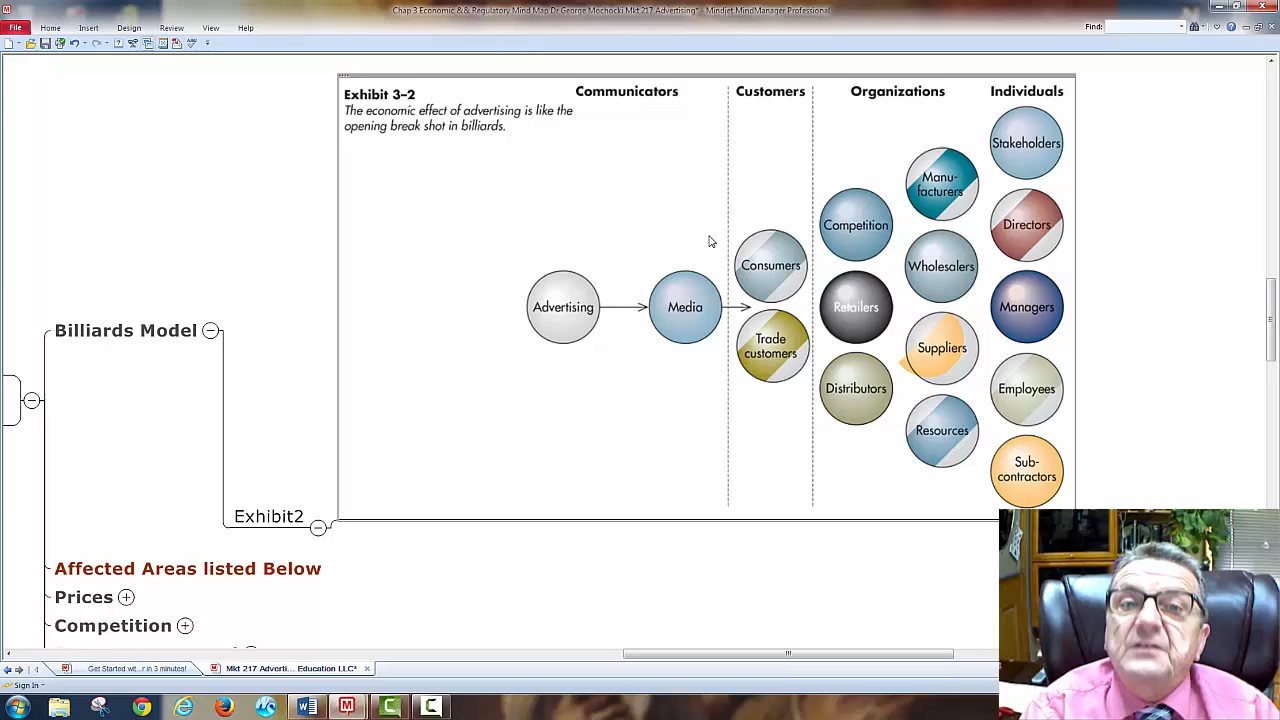 Chap 3 Economic && Regulatory Mind Map Dr George Mochocki Mkt 217 Advertising* - Mindjet MindManager Professional
File Home Insert Design Review View Find:
Exhibit 3–2
The economic effect of advertising is like the
opening break shot in billiards.
Communicators Customers Organizations Individuals
Stakeholders
Manu-
facturers
Competition
Directors
Consumers
Wholesalers
Advertising
Media
Retailers
Managers
Trade
customers
Suppliers
Distributors
Employees
Resources
Sub-
contractors
Billiards Model
Exhibit2
Affected Areas listed Below
Prices
Competition
Get Started wit...r in 3 minutes!
Mkt 217 Adverti... Education LLC*
Sign In